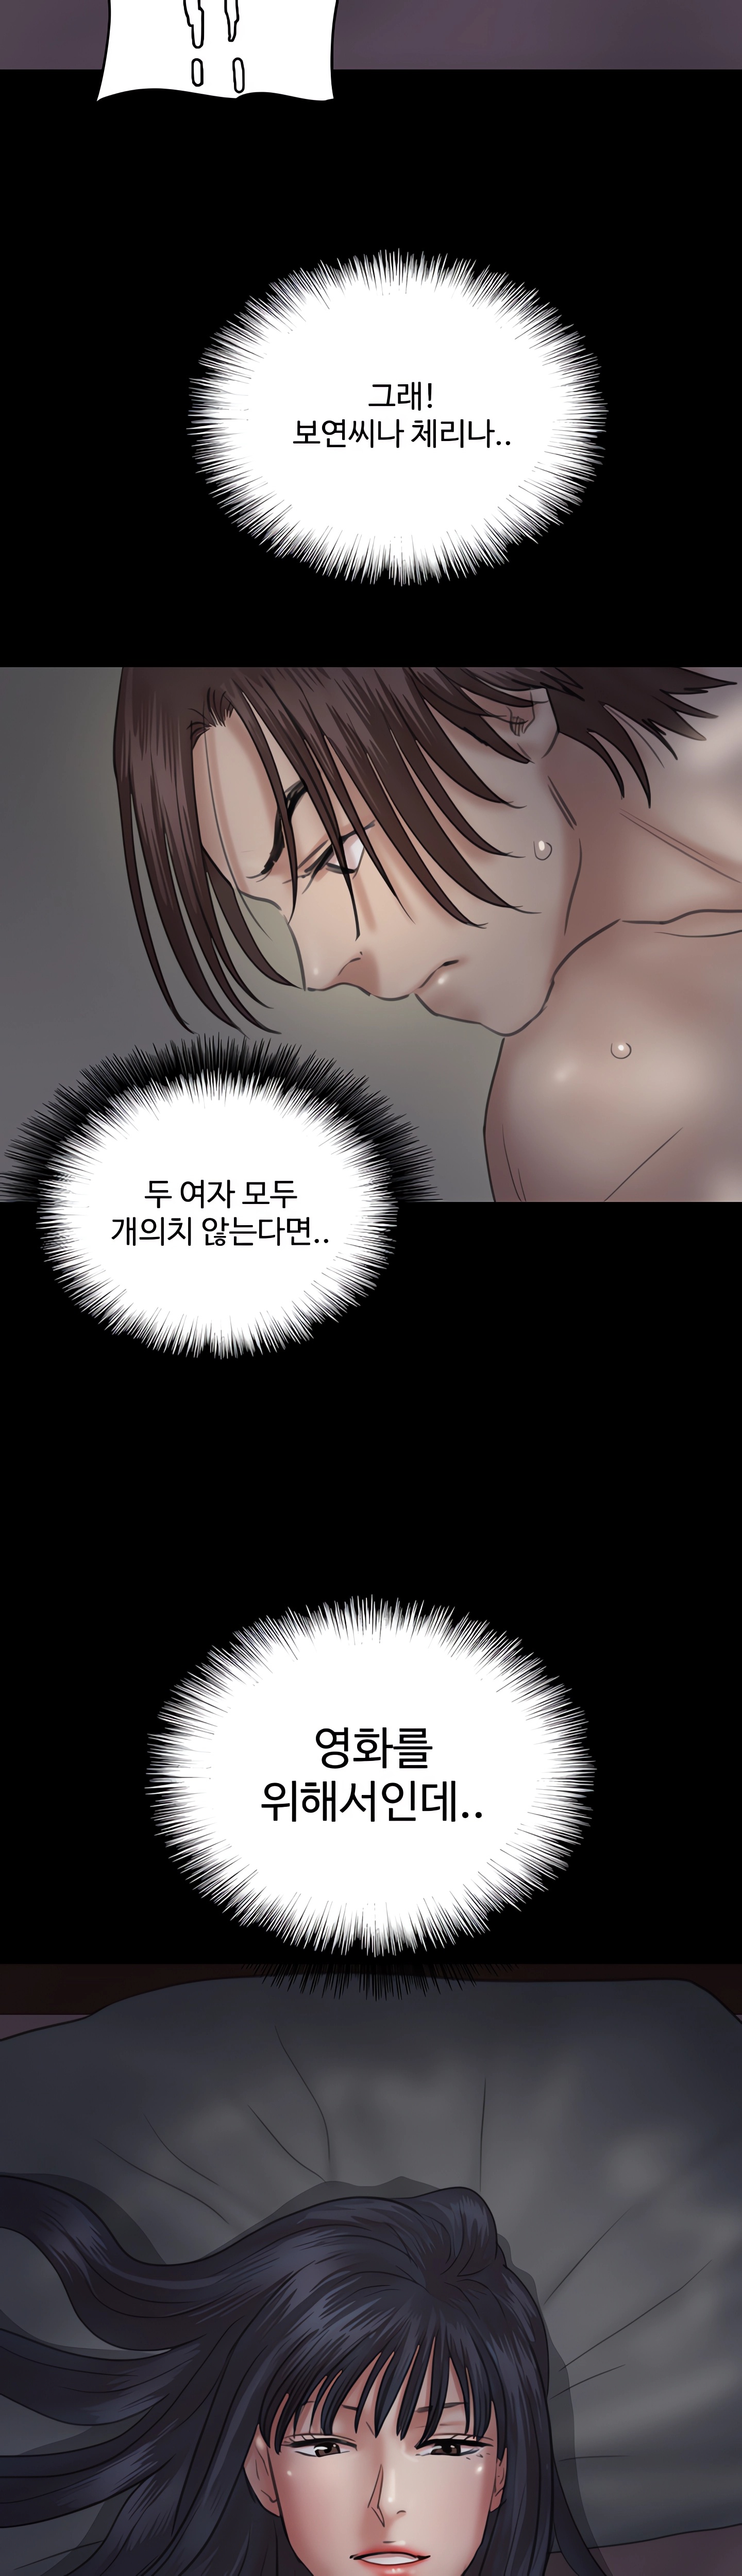 그래!
보연씨나 체리나..
두 여자 모두
개의치 않는다면..
영화를
위해서인데..